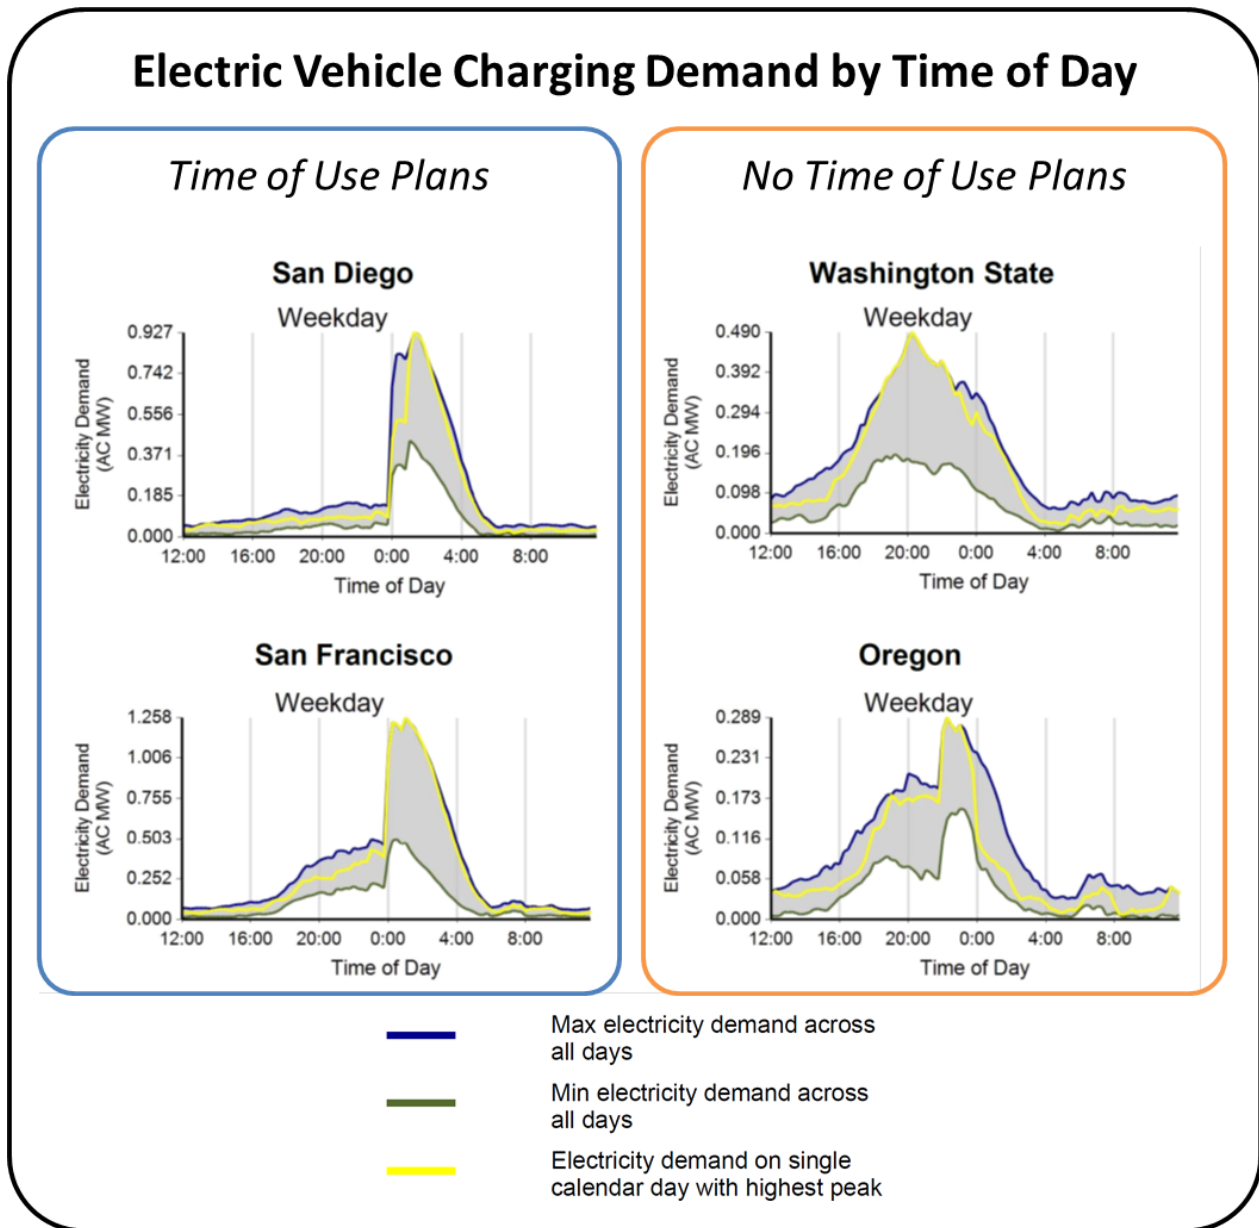 Electric Vehicle Charging Demand by Time of Day
Time of Use Plans
San Diego
Weekday
Electricity Demand
(AC MW)
0.927
0.742
0.556
0.371
0.185
0.000
12:00 16:00 20:00 0:00 4:00 8:00
Time of Day
San Francisco
Weekday
Electricity Demand
(AC MW)
1.258
1.006
0.755
0.503
0.252
0.000
12:00 16:00 20:00 0:00 4:00 8:00
Time of Day
No Time of Use Plans
Washington State
Weekday
Electricity Demand
(AC MW)
0.490
0.392
0.294
0.196
0.098
0.000
12:00 16:00 20:00 0:00 4:00 8:00
Time of Day
Oregon
Weekday
Electricity Demand
(AC MW)
0.289
0.231
0.173
0.116
0.058
0.000
12:00 16:00 20:00 0:00 4:00 8:00
Time of Day
Max electricity demand across
all days
Min electricity demand across
all days
Electricity demand on single
calendar day with highest peak